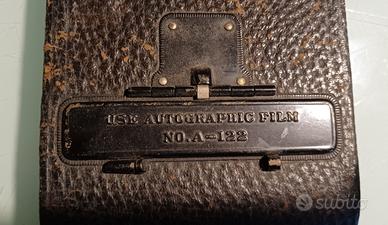 USE AUTOGRAPHIC FILM
NO. A-122
subito